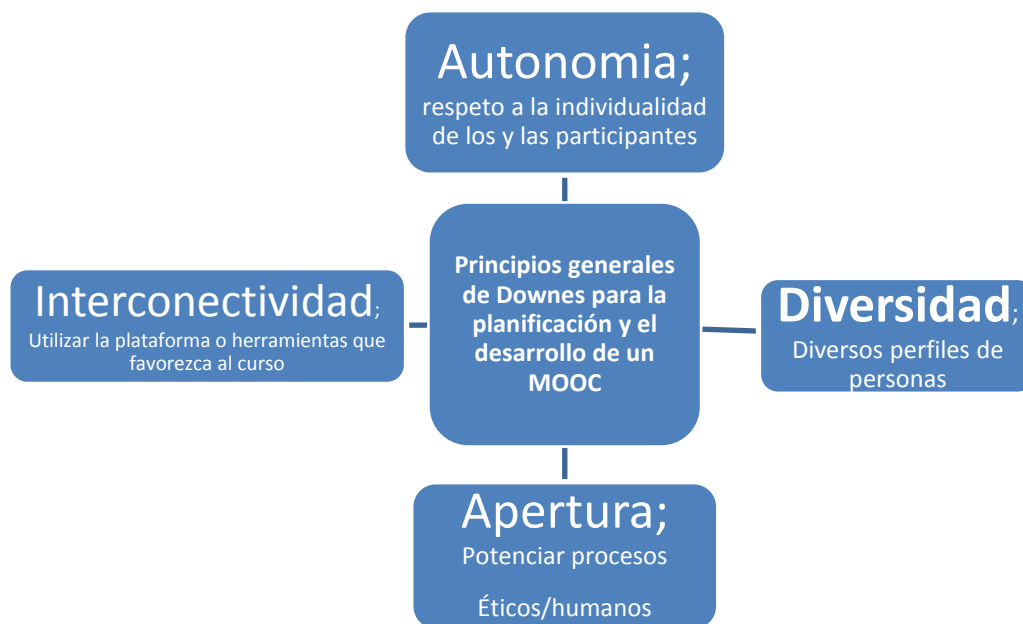 Autonomia;
respeto a la individualidad
de los y las participantes
Principios generales
de Downes para la
planificación y el
desarrollo de un
MOOC
Interconectividad;
Utilizar la plataforma o herramientas que
favorezca al curso
Diversidad;
Diversos perfiles de
personas
Apertura;
Potenciar procesos
Éticos/humanos